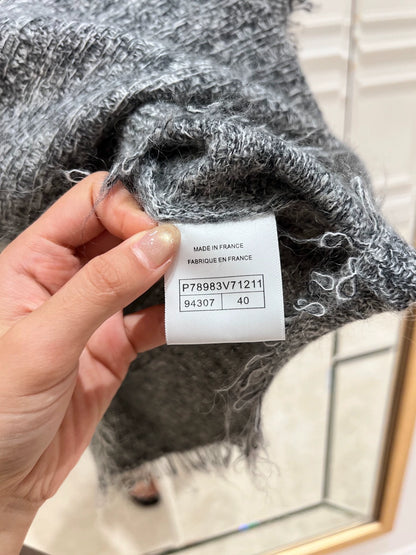 MADE IN FRANCE
FABRIQUE EN FRANCE
P78983V71211
94307 40